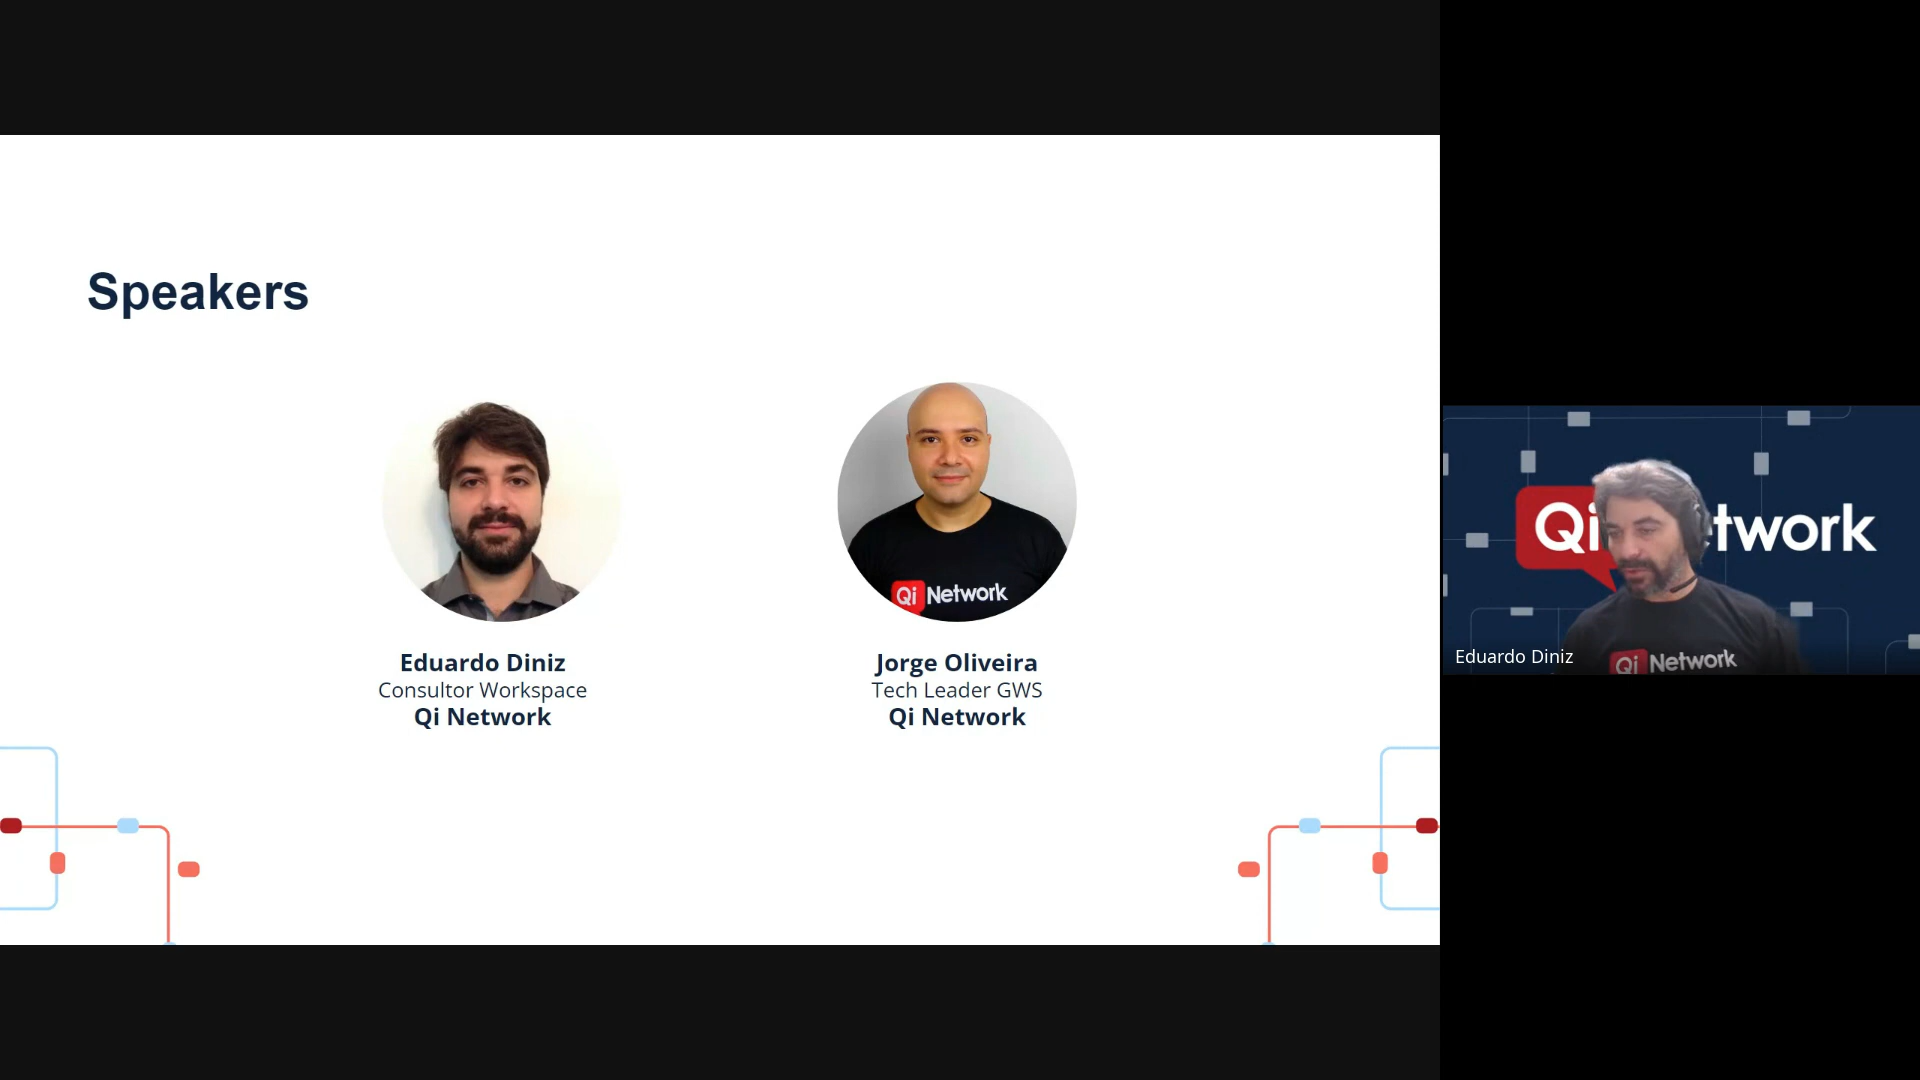 Speakers
Qi Network
Eduardo Diniz
Consultor Workspace
Qi Network
Jorge Oliveira
Tech Leader GWS
Qi Network
Qi twork
Qi Network
Eduardo Diniz